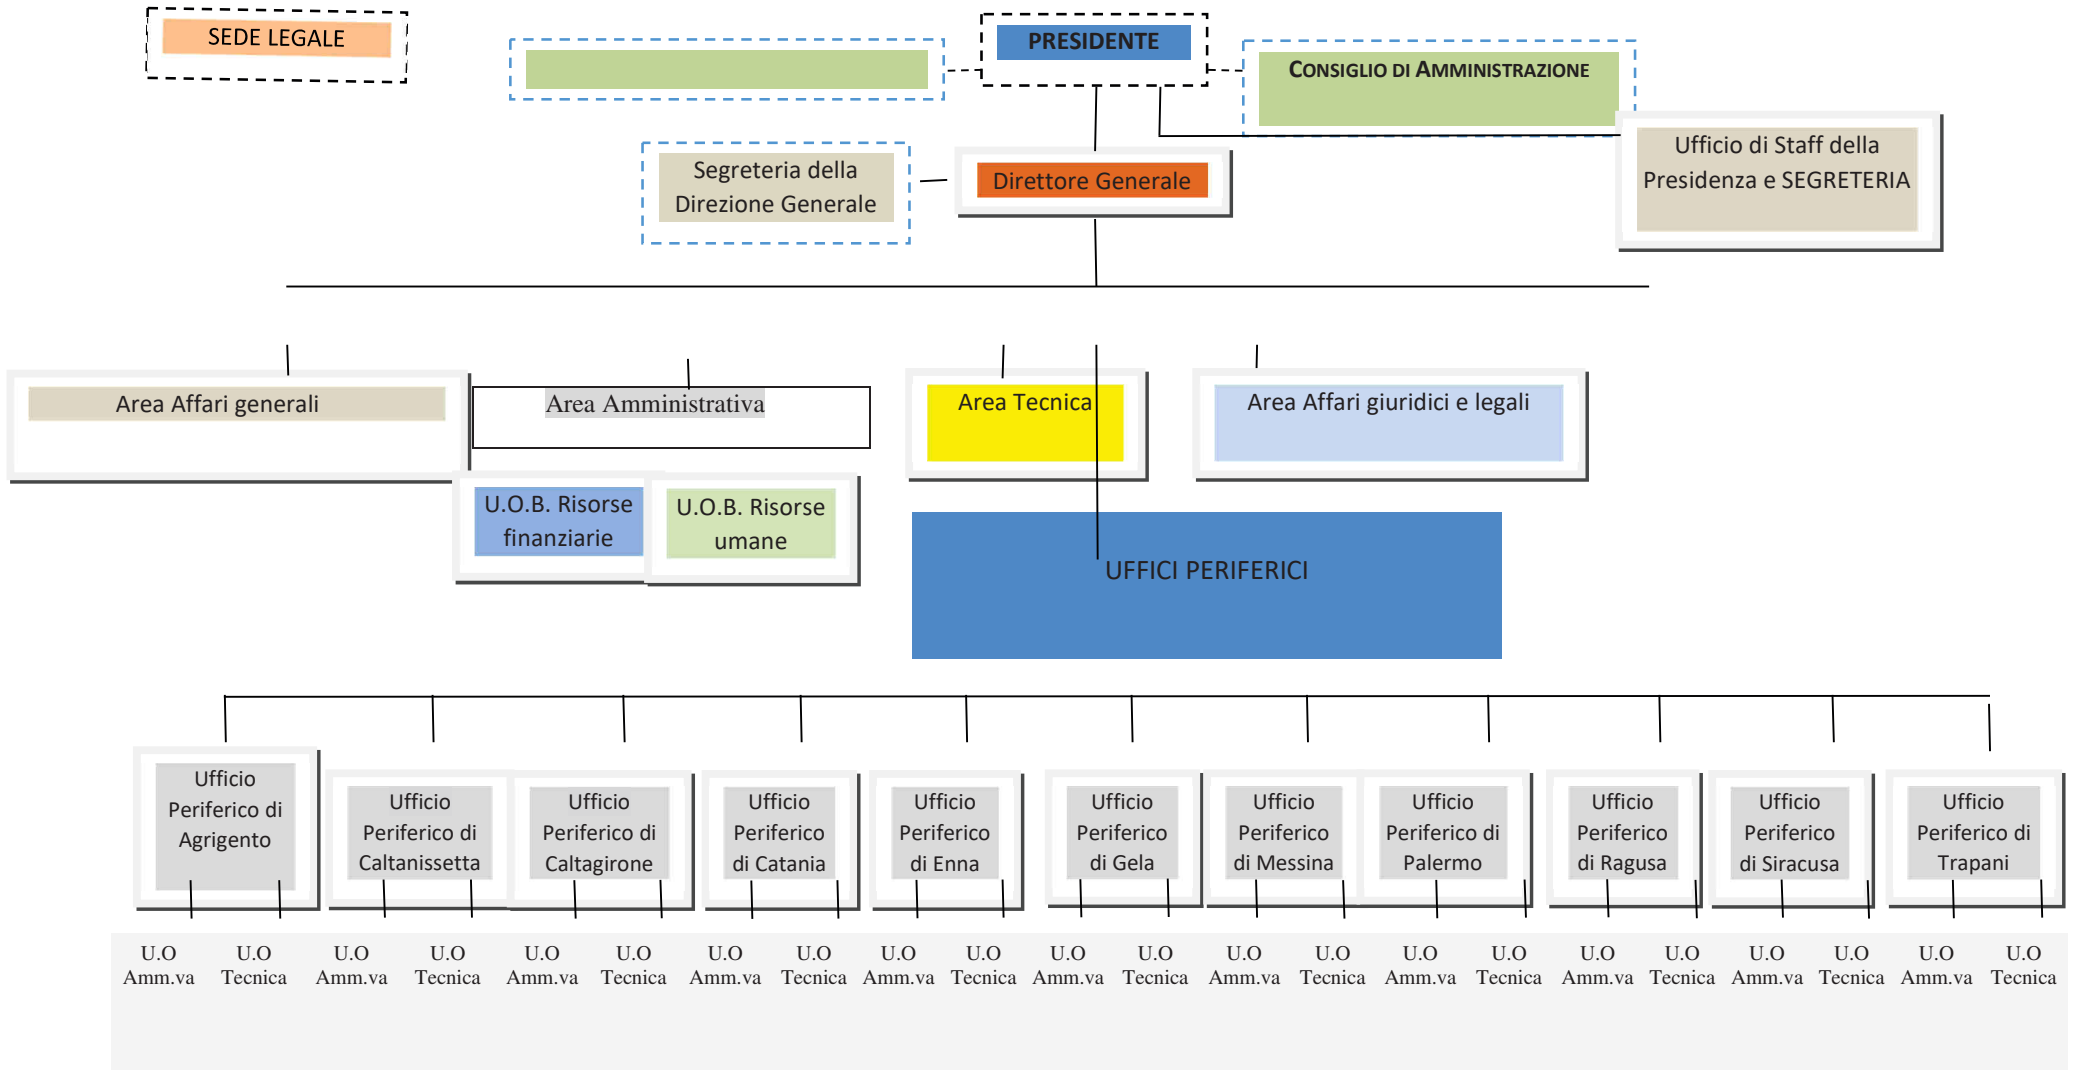 SEDE LEGALE
PRESIDENTE
CONSIGLIO DI AMMINISTRAZIONE
Ufficio di Staff della
Presidenza e SEGRETERIA
Segreteria della
Direzione Generale
Direttore Generale
Area Affari generali
Area Amministrativa
Area Tecnica
Area Affari giuridici e legali
U.O.B. Risorse
finanziarie
U.O.B. Risorse
umane
UFFICI PERIFERICI
Ufficio
Periferico di
Agrigento
Ufficio
Periferico di
Caltanissetta
Ufficio
Periferico di
Caltagirone
Ufficio
Periferico
di Catania
Ufficio
Periferico
di Enna
Ufficio
Periferico
di Gela
Ufficio
Periferico
di Messina
Ufficio
Periferico di
Palermo
Ufficio
Periferico
di Ragusa
Ufficio
Periferico
di Siracusa
Ufficio
Periferico di
Trapani
U.O
Amm.va
U.O
Tecnica
U.O
Amm.va
U.O
Tecnica
U.O
Amm.va
U.O
Tecnica
U.O
Amm.va
U.O
Tecnica
U.O
Amm.va
U.O
Tecnica
U.O
Amm.va
U.O
Tecnica
U.O
Amm.va
U.O
Tecnica
U.O
Amm.va
U.O
Tecnica
U.O
Amm.va
U.O
Tecnica
U.O
Amm.va
U.O
Tecnica
U.O
Amm.va
U.O
Tecnica